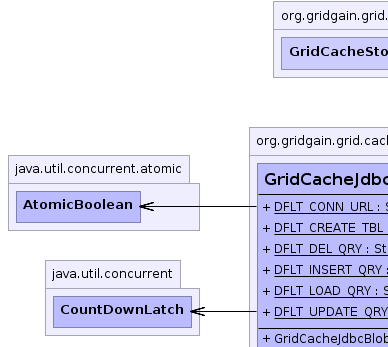 org.gridgain.grid.
GridCacheSto
org.gridgain.grid.cac
java.util.concurrent.atomic
GridCacheJdbc
AtomicBoolean
+ DFLT_CONN_URL : S
+ DFLT_CREATE_TBL
+ DFLT_DEL_QRY : St
java.util.concurrent
+ DFLT_INSERT_QRY :
+ DFLT_LOAD_QRY : S
CountDownLatch
+ DFLT_UPDATE_QRY
+ GridCacheJdbcBlob